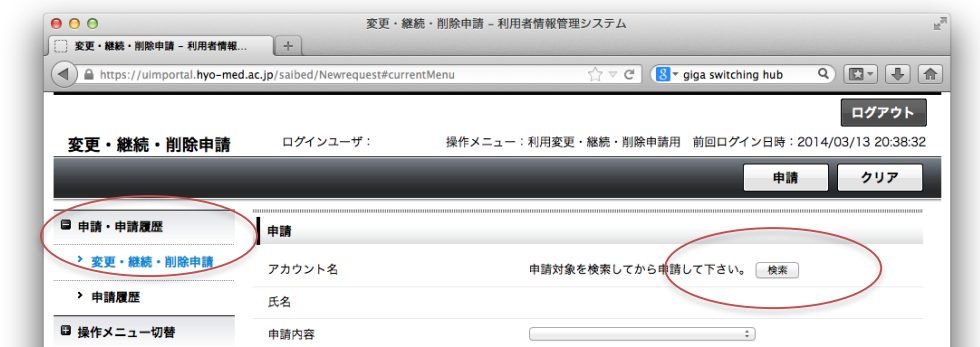 変更・継続・削除申請 – 利用者情報管理システム
変更・継続・削除申請 – 利用者情報...
https://uimportal.hyo-med.ac.jp/saibed/Newrequest#currentMenu
giga switching hub
ログアウト
変更・継続・削除申請 ログインユーザ： 操作メニュー：利用変更・継続・削除申請用 前回ログイン日時：2014/03/13 20:38:32
申請 クリア
申請・申請履歴
申請
変更・継続・削除申請
アカウント名 申請対象を検索してから申請して下さい。 検索
申請履歴
氏名
操作メニュー切替
申請内容